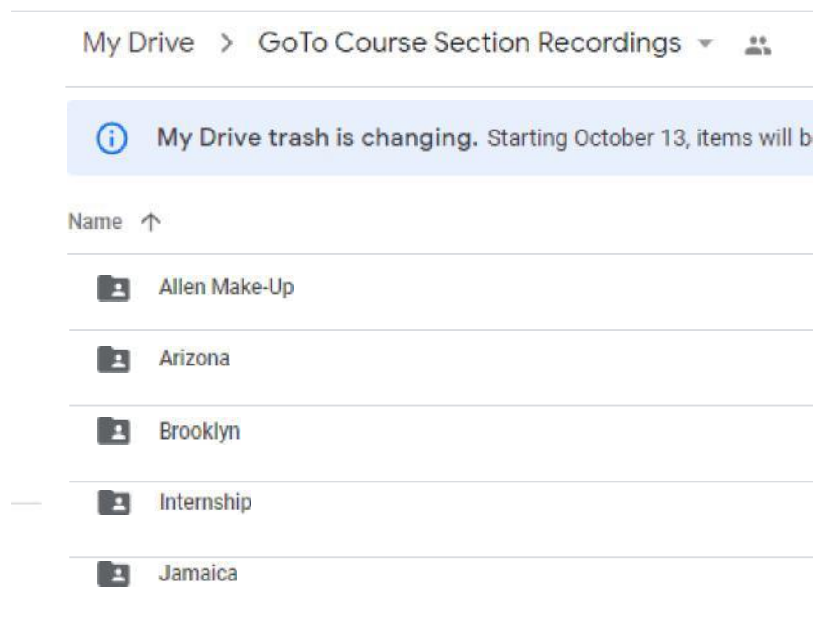 My Drive > GoTo Course Section Recordings
My Drive trash is changing. Starting October 13, items will b
Name
Allen Make-Up
Arizona
Brooklyn
Internship
Jamaica